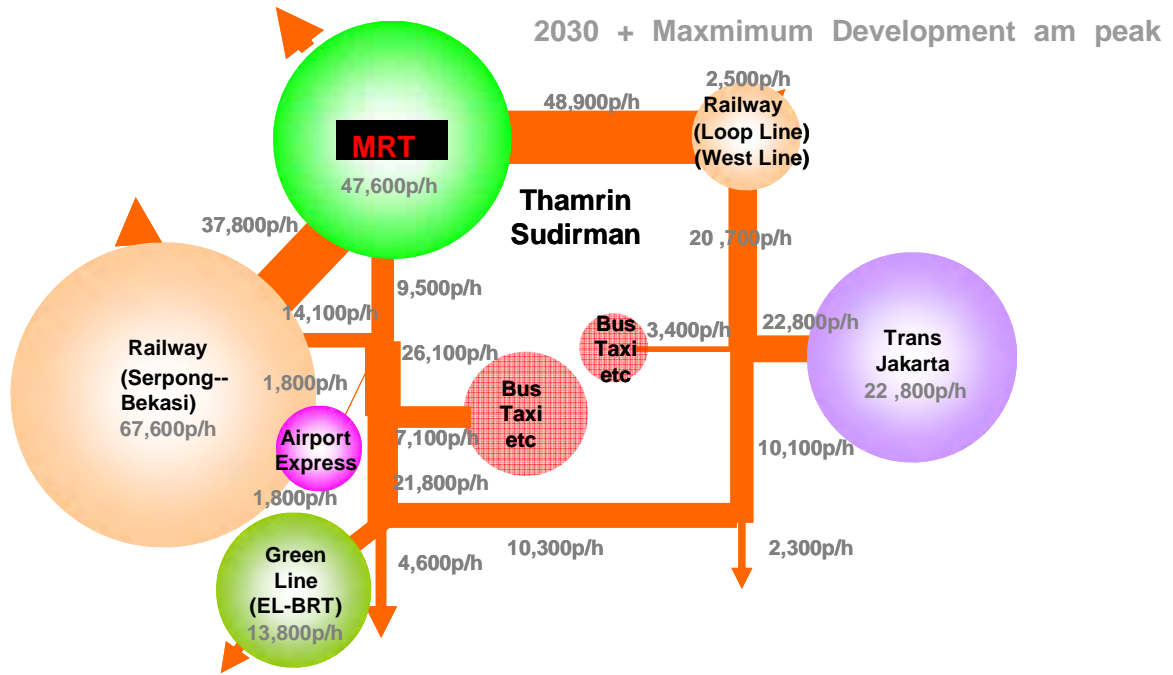 2030 + Maxmimum Development am peak
2,500p/h
48,900p/h
Railway
(Loop Line)
(West Line)
MRT
47,600p/h
Thamrin
Sudirman
37,800p/h
20 ,700p/h
9,500p/h
14,100p/h
Bus
Taxi
etc
3,400p/h
22,800p/h
Trans
Jakarta
22 ,800p/h
Railway
(Serpong--
Bekasi)
67,600p/h
26,100p/h
1,800p/h
Bus
Taxi
etc
7,100p/h
Airport
Express
10,100p/h
21,800p/h
1,800p/h
Green
Line
(EL-BRT)
13,800p/h
4,600p/h
10,300p/h
2,300p/h